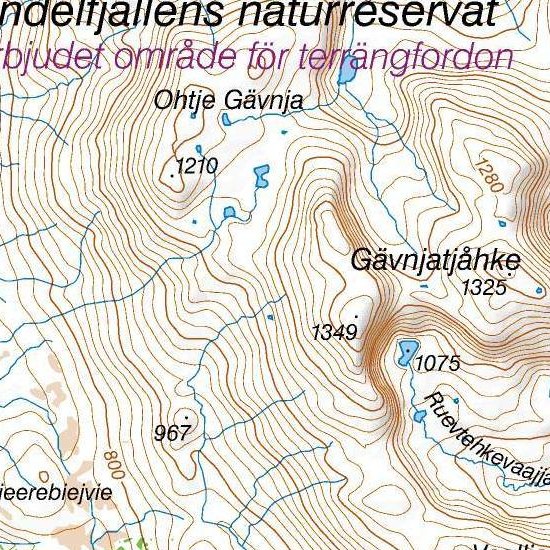 ndelfjällens naturreservat
rbjudet område för terrängfordon
Ohtje Gävnja
1210
1280
Gävnjatjåhke
1325
1349
1075
Ruevtehkevaajja
967
800
ieerebiejvie